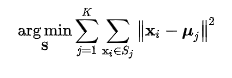 arg min_S ∑_{j=1}^{K} ∑_{x_i∈S_j} ‖x_i − μ_j‖²